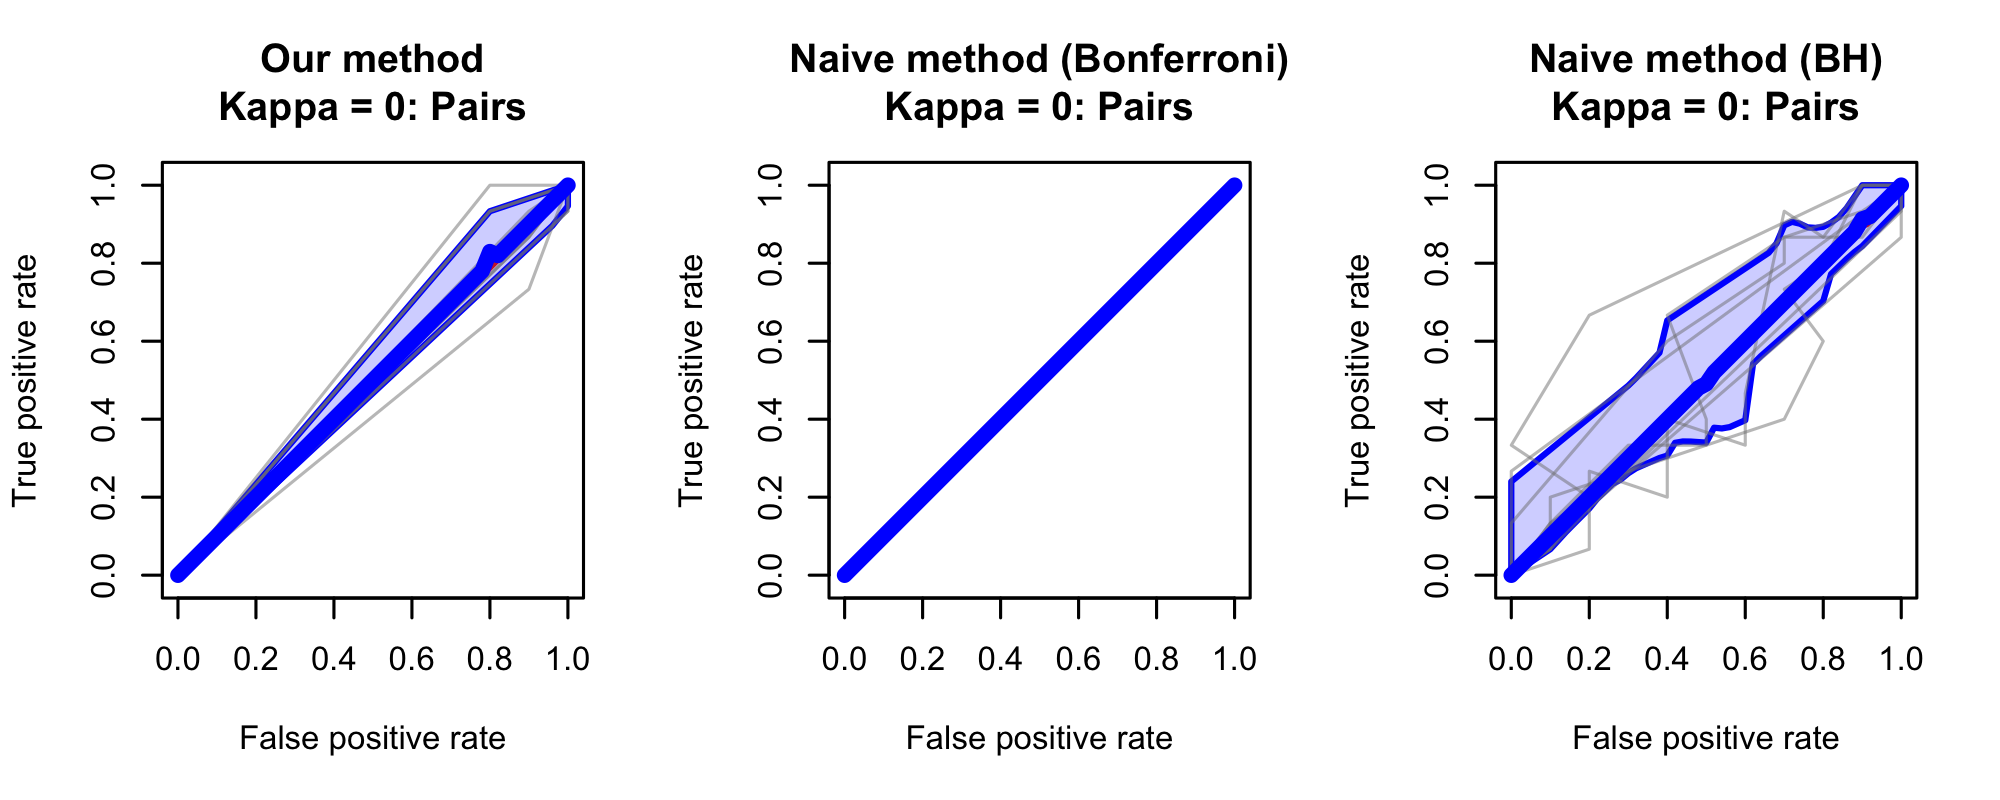 Our method
Kappa = 0: Pairs
True positive rate
1.0
0.8
0.6
0.4
0.2
0.0
0.0 0.2 0.4 0.6 0.8 1.0
False positive rate
Naive method (Bonferroni)
Kappa = 0: Pairs
True positive rate
1.0
0.8
0.6
0.4
0.2
0.0
0.0 0.2 0.4 0.6 0.8 1.0
False positive rate
Naive method (BH)
Kappa = 0: Pairs
True positive rate
1.0
0.8
0.6
0.4
0.2
0.0
0.0 0.2 0.4 0.6 0.8 1.0
False positive rate